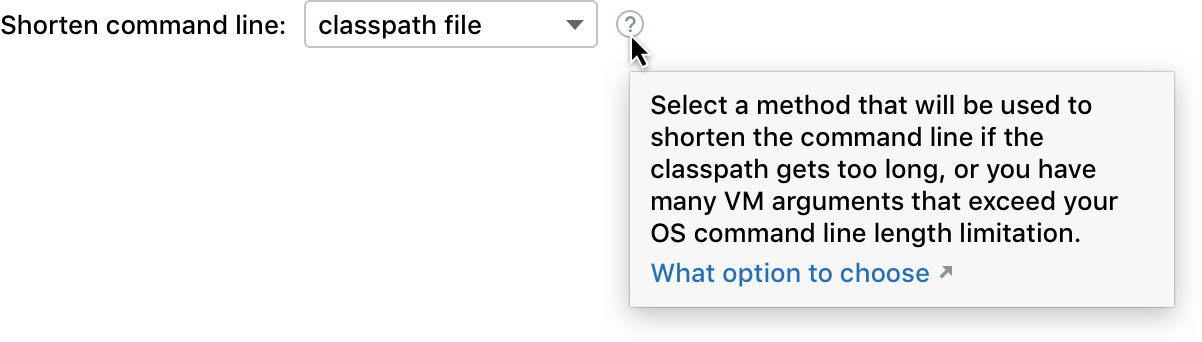 Shorten command line: classpath file ?
Select a method that will be used to
shorten the command line if the
classpath gets too long, or you have
many VM arguments that exceed your
OS command line length limitation.
What option to choose